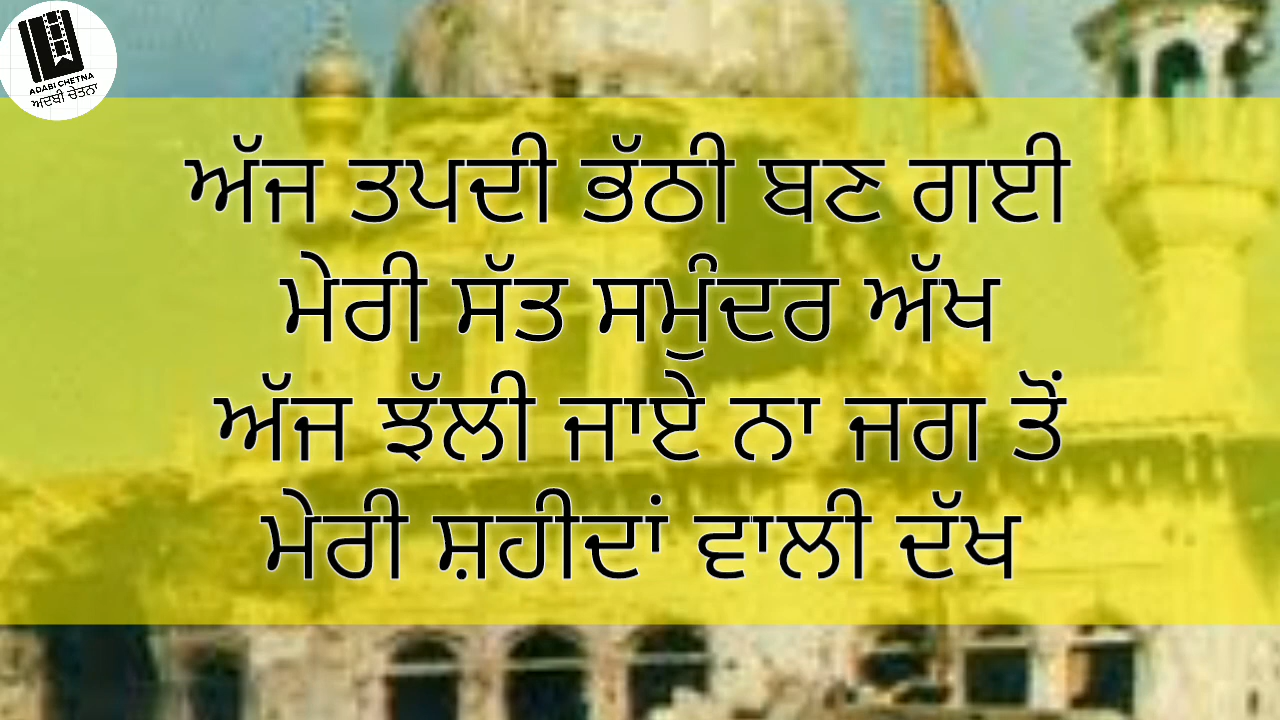 ADABI CHETNA
ਅਦਬੀ ਚੇਤਨਾ
ਅੱਜ ਤਪਦੀ ਭੱਠੀ ਬਣ ਗਈ
ਮੇਰੀ ਸੱਤ ਸਮੁੰਦਰ ਅੱਖ
ਅੱਜ ਝੱਲੀ ਜਾਏ ਨਾ ਜਗ ਤੋਂ
ਮੇਰੀ ਸ਼ਹੀਦਾਂ ਵਾਲੀ ਦੱਖ